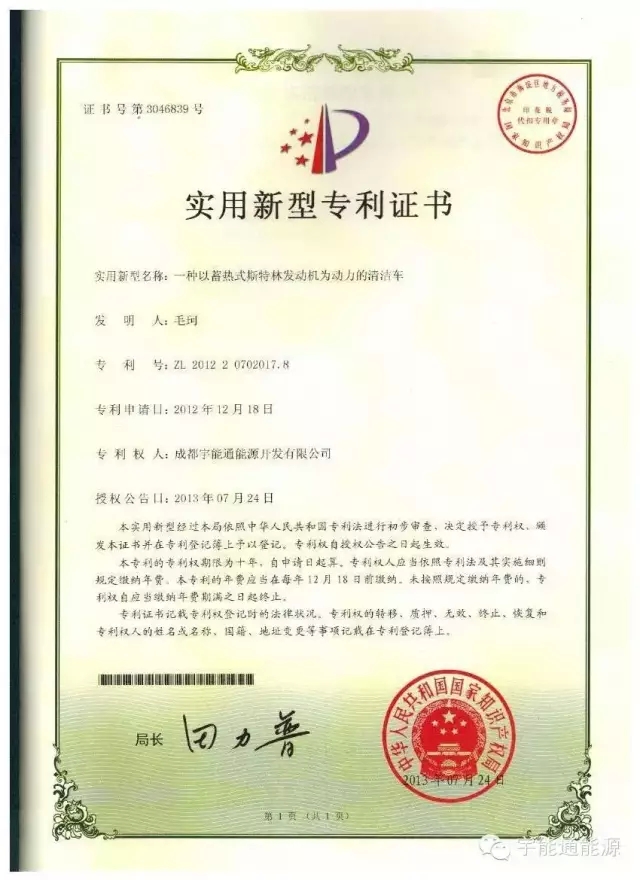 证书号第3046839号
北京市海淀区地方税务局
印花税
代扣专用章
国家知识产权局
实用新型专利证书
实用新型名称：一种以蓄热式斯特林发动机为动力的清洁车
发明人：毛珂
专利号：ZL 2012 2 0702017.8
专利申请日：2012年12月18日
专利权人：成都宇能通能源开发有限公司
授权公告日：2013年07月24日
本实用新型经过本局依照中华人民共和国专利法进行初步审查，决定授予专利权，颁
发本证书并在专利登记簿上予以登记。专利权自授权公告之日起生效。
本专利的专利权期限为十年，自申请日起算。专利权人应当依照专利法及其实施细则
规定缴纳年费。本专利的年费应当在每年12月18日前缴纳。未按照规定缴纳年费的，专
利权自应当缴纳年费期满之日起终止。
专利证书记载专利权登记时的法律状况。专利权的转移、质押、无效、终止、恢复和
专利权人的姓名或名称、国籍、地址变更等事项记载在专利登记簿上。
局长 田力普
中华人民共和国国家知识产权局
2013年07月24日
第1页（共1页）
宇能通能源